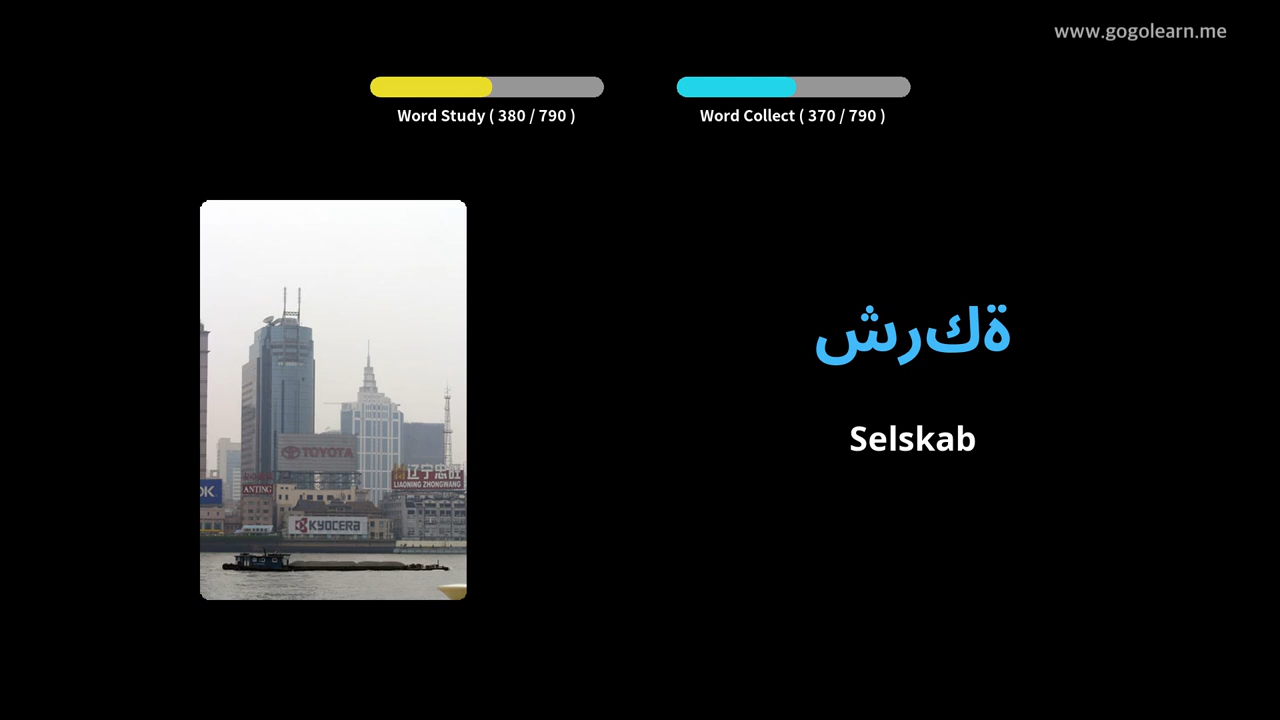 www.gogolearn.me
Word Study ( 380 / 790 )
Word Collect ( 370 / 790 )
شركة
Selskab
TOYOTA
辽宁忠旺
LIAONING ZHONGWANG
OK
ANTING
KYOCERA